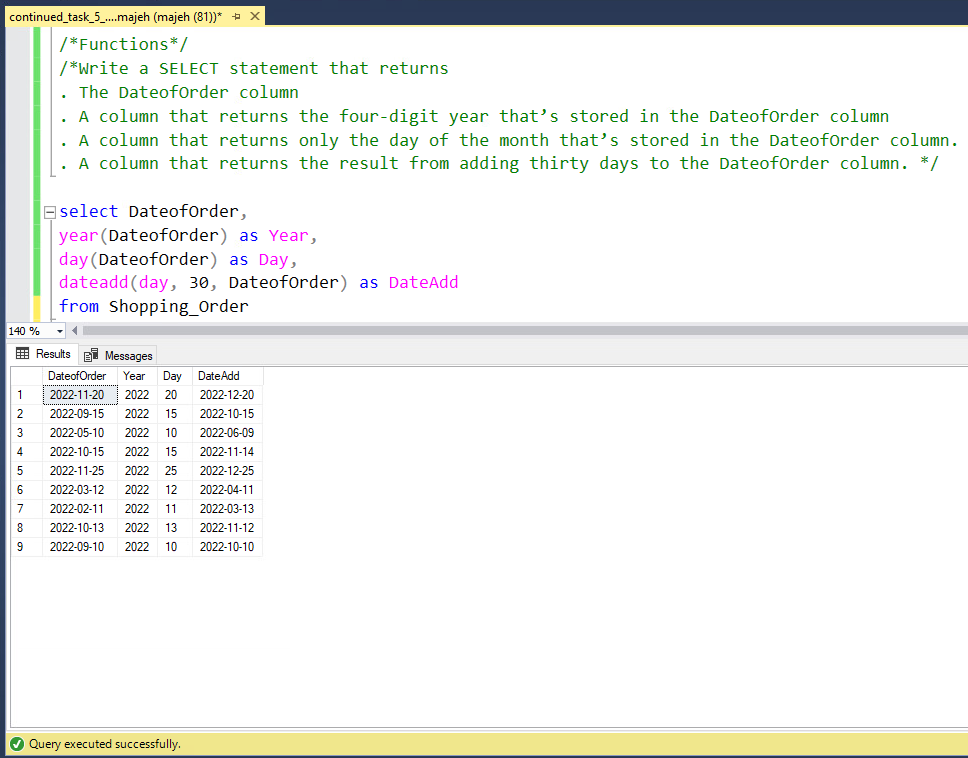 continued_task_5_....majeh (majeh (81))*
/*Functions*/
/*Write a SELECT statement that returns
. The DateofOrder column
. A column that returns the four-digit year that’s stored in the DateofOrder column
. A column that returns only the day of the month that’s stored in the DateofOrder column.
. A column that returns the result from adding thirty days to the DateofOrder column. */
select DateofOrder,
year(DateofOrder) as Year,
day(DateofOrder) as Day,
dateadd(day, 30, DateofOrder) as DateAdd
from Shopping_Order
140 %
Results Messages
DateofOrder Year Day DateAdd
1 2022-11-20 2022 20 2022-12-20
2 2022-09-15 2022 15 2022-10-15
3 2022-05-10 2022 10 2022-06-09
4 2022-10-15 2022 15 2022-11-14
5 2022-11-25 2022 25 2022-12-25
6 2022-03-12 2022 12 2022-04-11
7 2022-02-11 2022 11 2022-03-13
8 2022-10-13 2022 13 2022-11-12
9 2022-09-10 2022 10 2022-10-10
Query executed successfully.